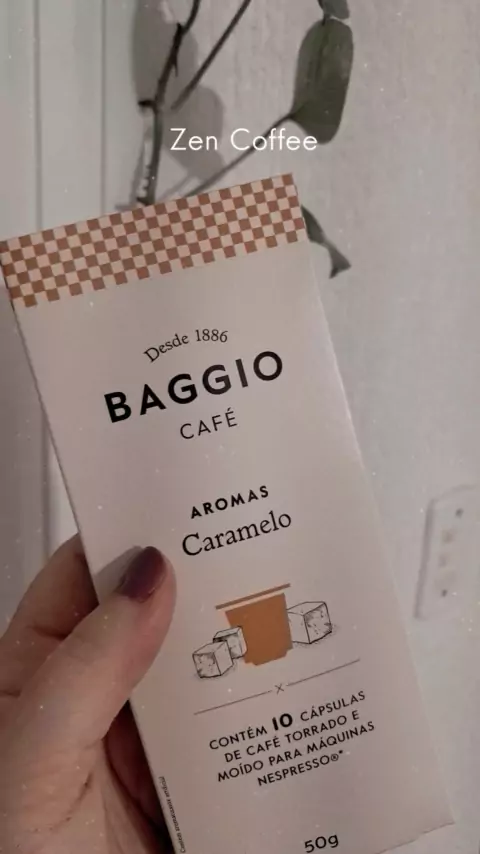 Zen Coffee
Desde 1886
BAGGIO
CAFÉ
AROMAS
Caramelo
CONTÉM 10 CÁPSULAS
DE CAFÉ TORRADO E
MOÍDO PARA MÁQUINAS
NESPRESSO®*
50g